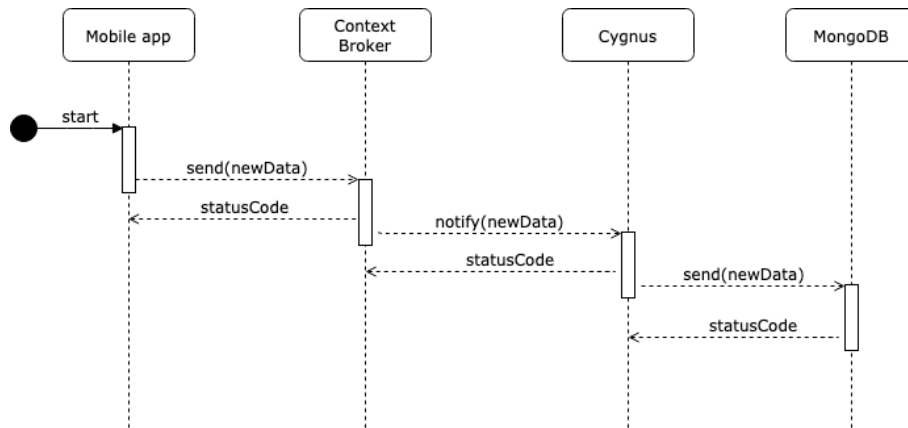 Mobile app
Context
Broker
Cygnus
MongoDB
start
send(newData)
statusCode
notify(newData)
statusCode
send(newData)
statusCode